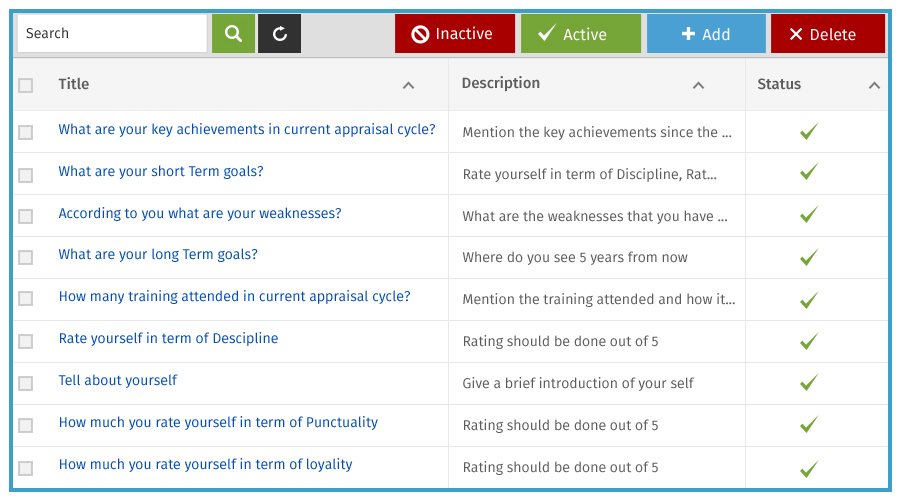 Search Inactive Active Add Delete
Title Description Status
What are your key achievements in current appraisal cycle? Mention the key achievements since the ...
What are your short Term goals? Rate yourself in term of Discipline, Rat...
According to you what are your weaknesses? What are the weaknesses that you have ...
What are your long Term goals? Where do you see 5 years from now
How many training attended in current appraisal cycle? Mention the training attended and how it...
Rate yourself in term of Descipline Rating should be done out of 5
Tell about yourself Give a brief introduction of your self
How much you rate yourself in term of Punctuality Rating should be done out of 5
How much you rate yourself in term of loyality Rating should be done out of 5